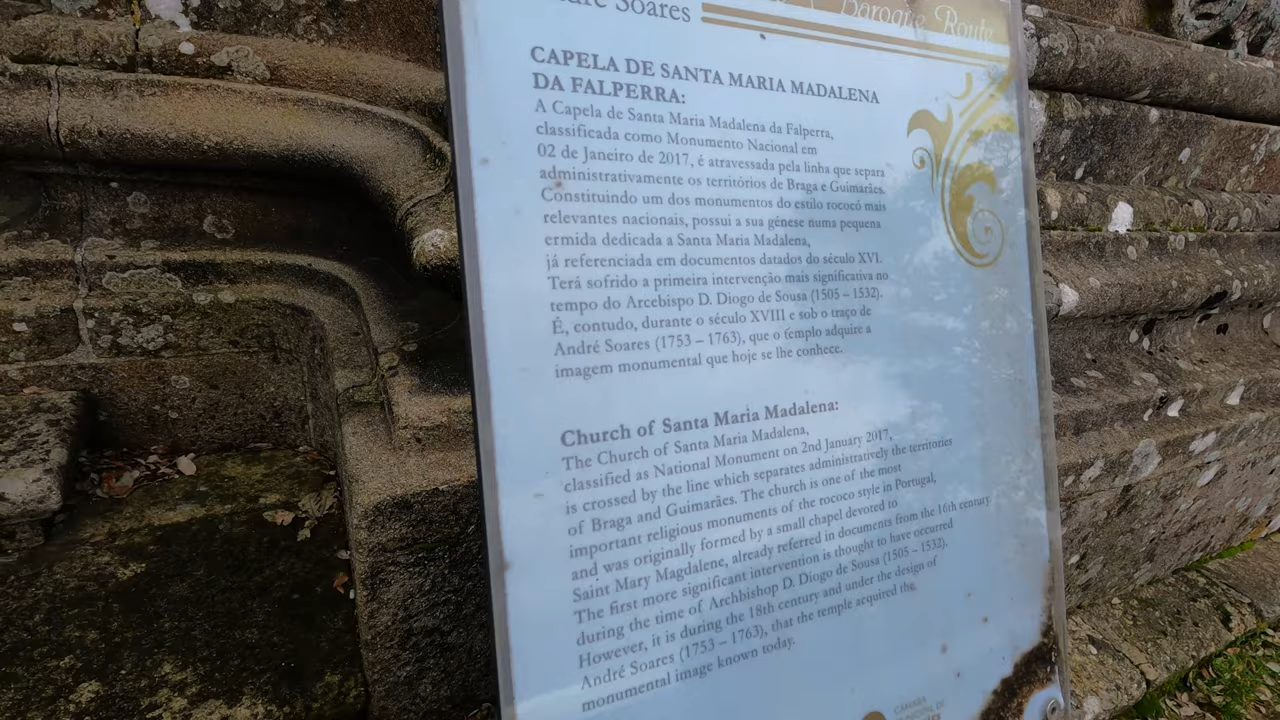 Soares
Baroque Route
CAPELA DE SANTA MARIA MADALENA
DA FALPERRA:
A Capela de Santa Maria Madalena da Falperra,
classificada como Monumento Nacional em
02 de Janeiro de 2017, é atravessada pela linha que separa
administrativamente os territórios de Braga e Guimarães.
Constituindo um dos monumentos do estilo rococó mais
relevantes nacionais, possui a sua génese numa pequena
ermida dedicada a Santa Maria Madalena,
já referenciada em documentos datados do século XVI.
Terá sofrido a primeira intervenção mais significativa no
tempo do Arcebispo D. Diogo de Sousa (1505 – 1532).
É, contudo, durante o século XVIII e sob o traço de
André Soares (1753 – 1763), que o templo adquire a
imagem monumental que hoje se lhe conhece.
Church of Santa Maria Madalena:
The Church of Santa Maria Madalena,
classified as National Monument on 2nd January 2017,
is crossed by the line which separates administratively the territories
of Braga and Guimarães. The church is one of the most
important religious monuments of the rococo style in Portugal,
and was originally formed by a small chapel devoted to
Saint Mary Magdalene, already referred in documents from the 16th century.
The first more significant intervention is thought to have occurred
during the time of Archbishop D. Diogo de Sousa (1505 – 1532).
However, it is during the 18th century and under the design of
André Soares (1753 – 1763), that the temple acquired the
monumental image known today.